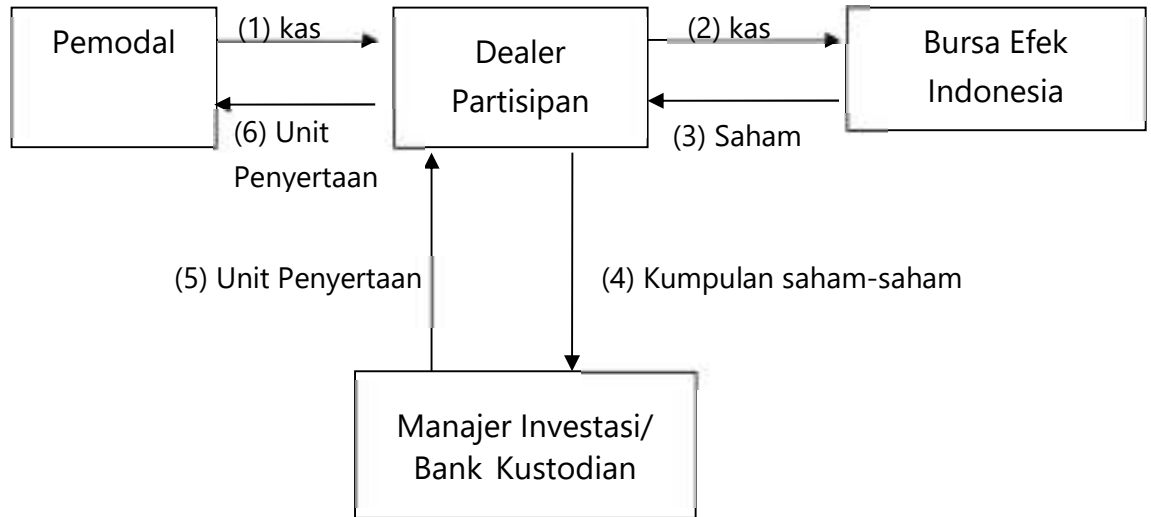 Pemodal
(1) kas
Dealer
Partisipan
(2) kas
Bursa Efek
Indonesia
(6) Unit
Penyertaan
(3) Saham
(5) Unit Penyertaan
(4) Kumpulan saham-saham
Manajer Investasi/
Bank Kustodian